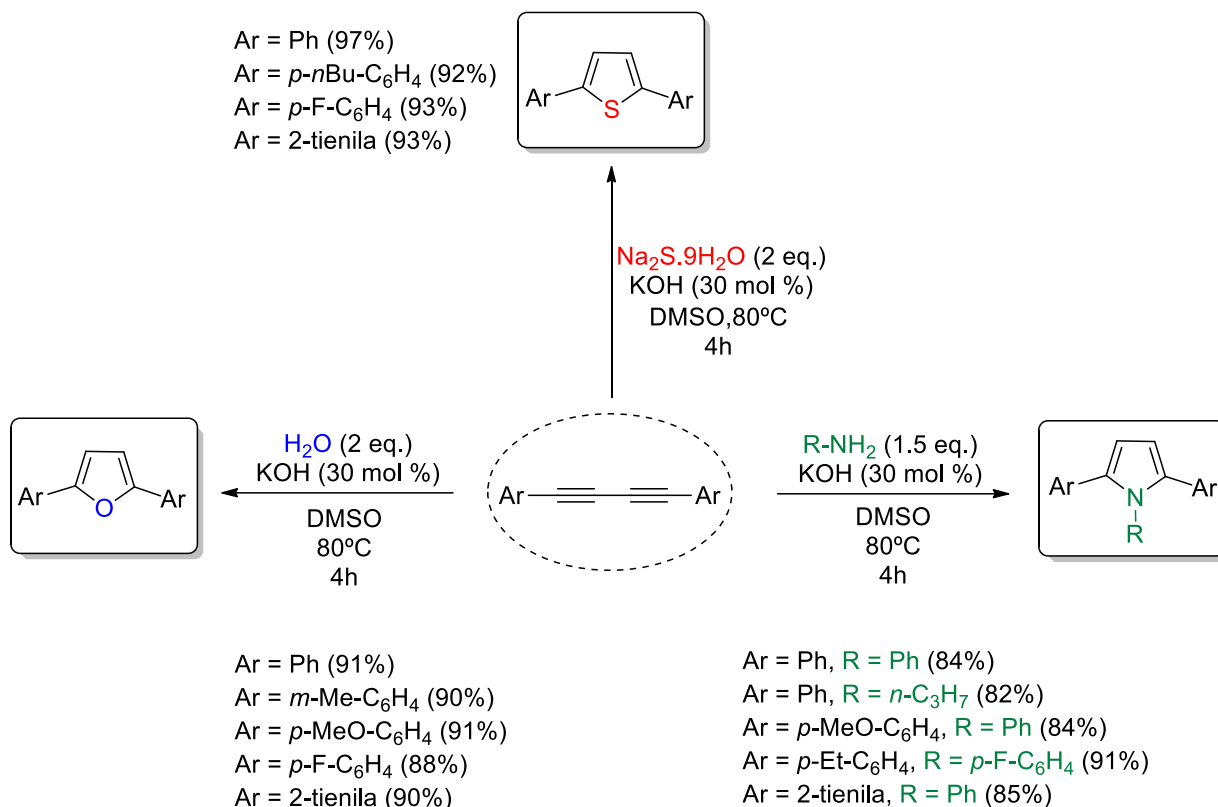 Ar = Ph (97%)
Ar = p-nBu-C6H4 (92%)
Ar = p-F-C6H4 (93%)
Ar = 2-tienila (93%)
Ar S Ar
Na2S.9H2O (2 eq.)
KOH (30 mol %)
DMSO,80ºC
4h
Ar O Ar
H2O (2 eq.)
KOH (30 mol %)
DMSO
80ºC
4h
Ar Ar
R-NH2 (1.5 eq.)
KOH (30 mol %)
DMSO
80ºC
4h
Ar N Ar
R
Ar = Ph (91%)
Ar = m-Me-C6H4 (90%)
Ar = p-MeO-C6H4 (91%)
Ar = p-F-C6H4 (88%)
Ar = 2-tienila (90%)
Ar = Ph, R = Ph (84%)
Ar = Ph, R = n-C3H7 (82%)
Ar = p-MeO-C6H4, R = Ph (84%)
Ar = p-Et-C6H4, R = p-F-C6H4 (91%)
Ar = 2-tienila, R = Ph (85%)